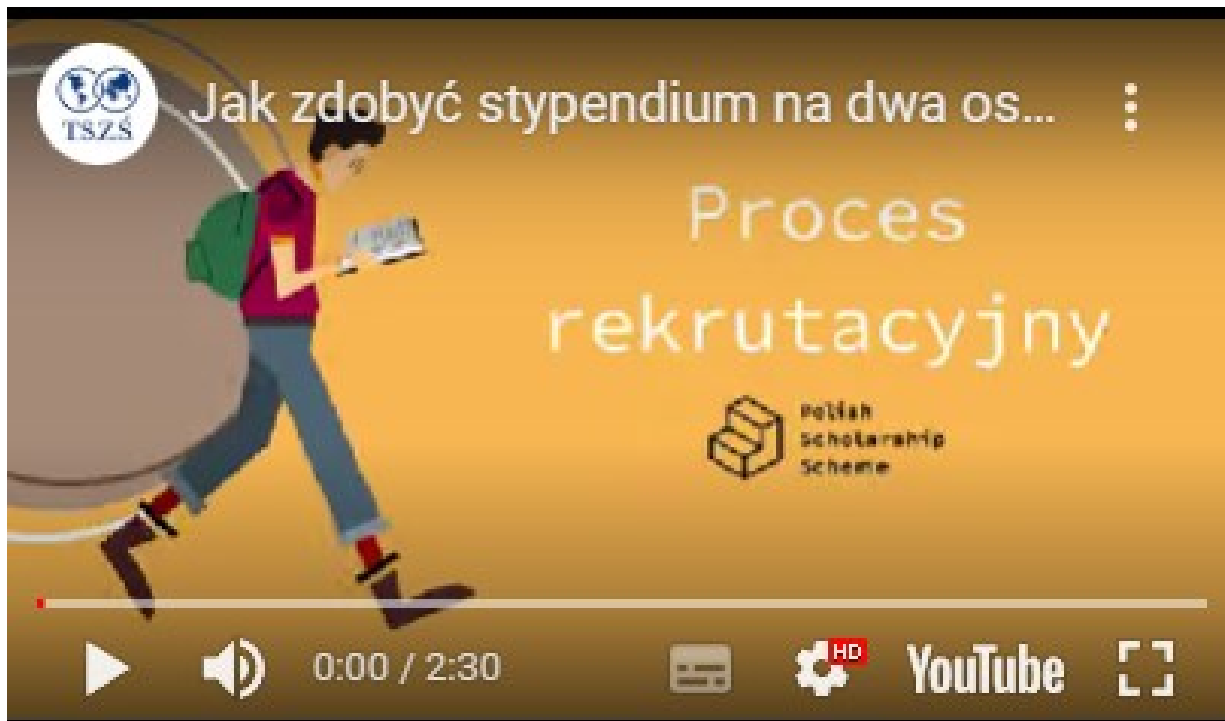 TSZŚ
Jak zdobyć stypendium na dwa os...
Proces
rekrutacyjny
Polish
Scholarship
Scheme
0:00 / 2:30
HD
YouTube